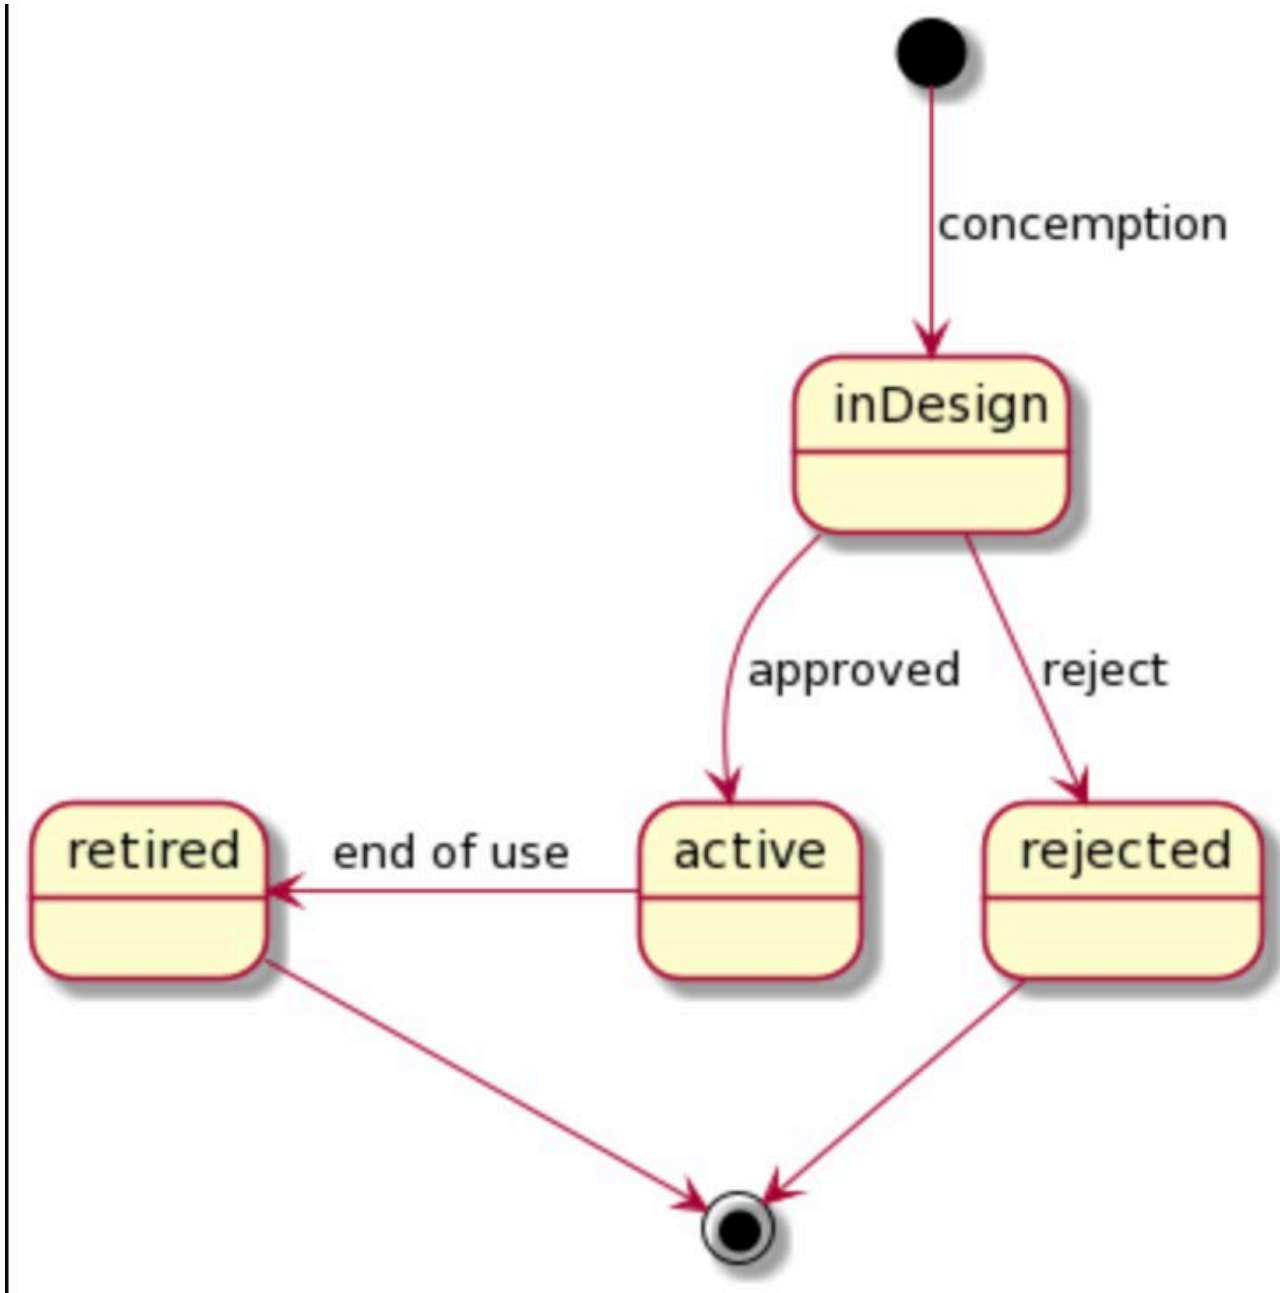 concemption
inDesign
approved
reject
retired
end of use
active
rejected